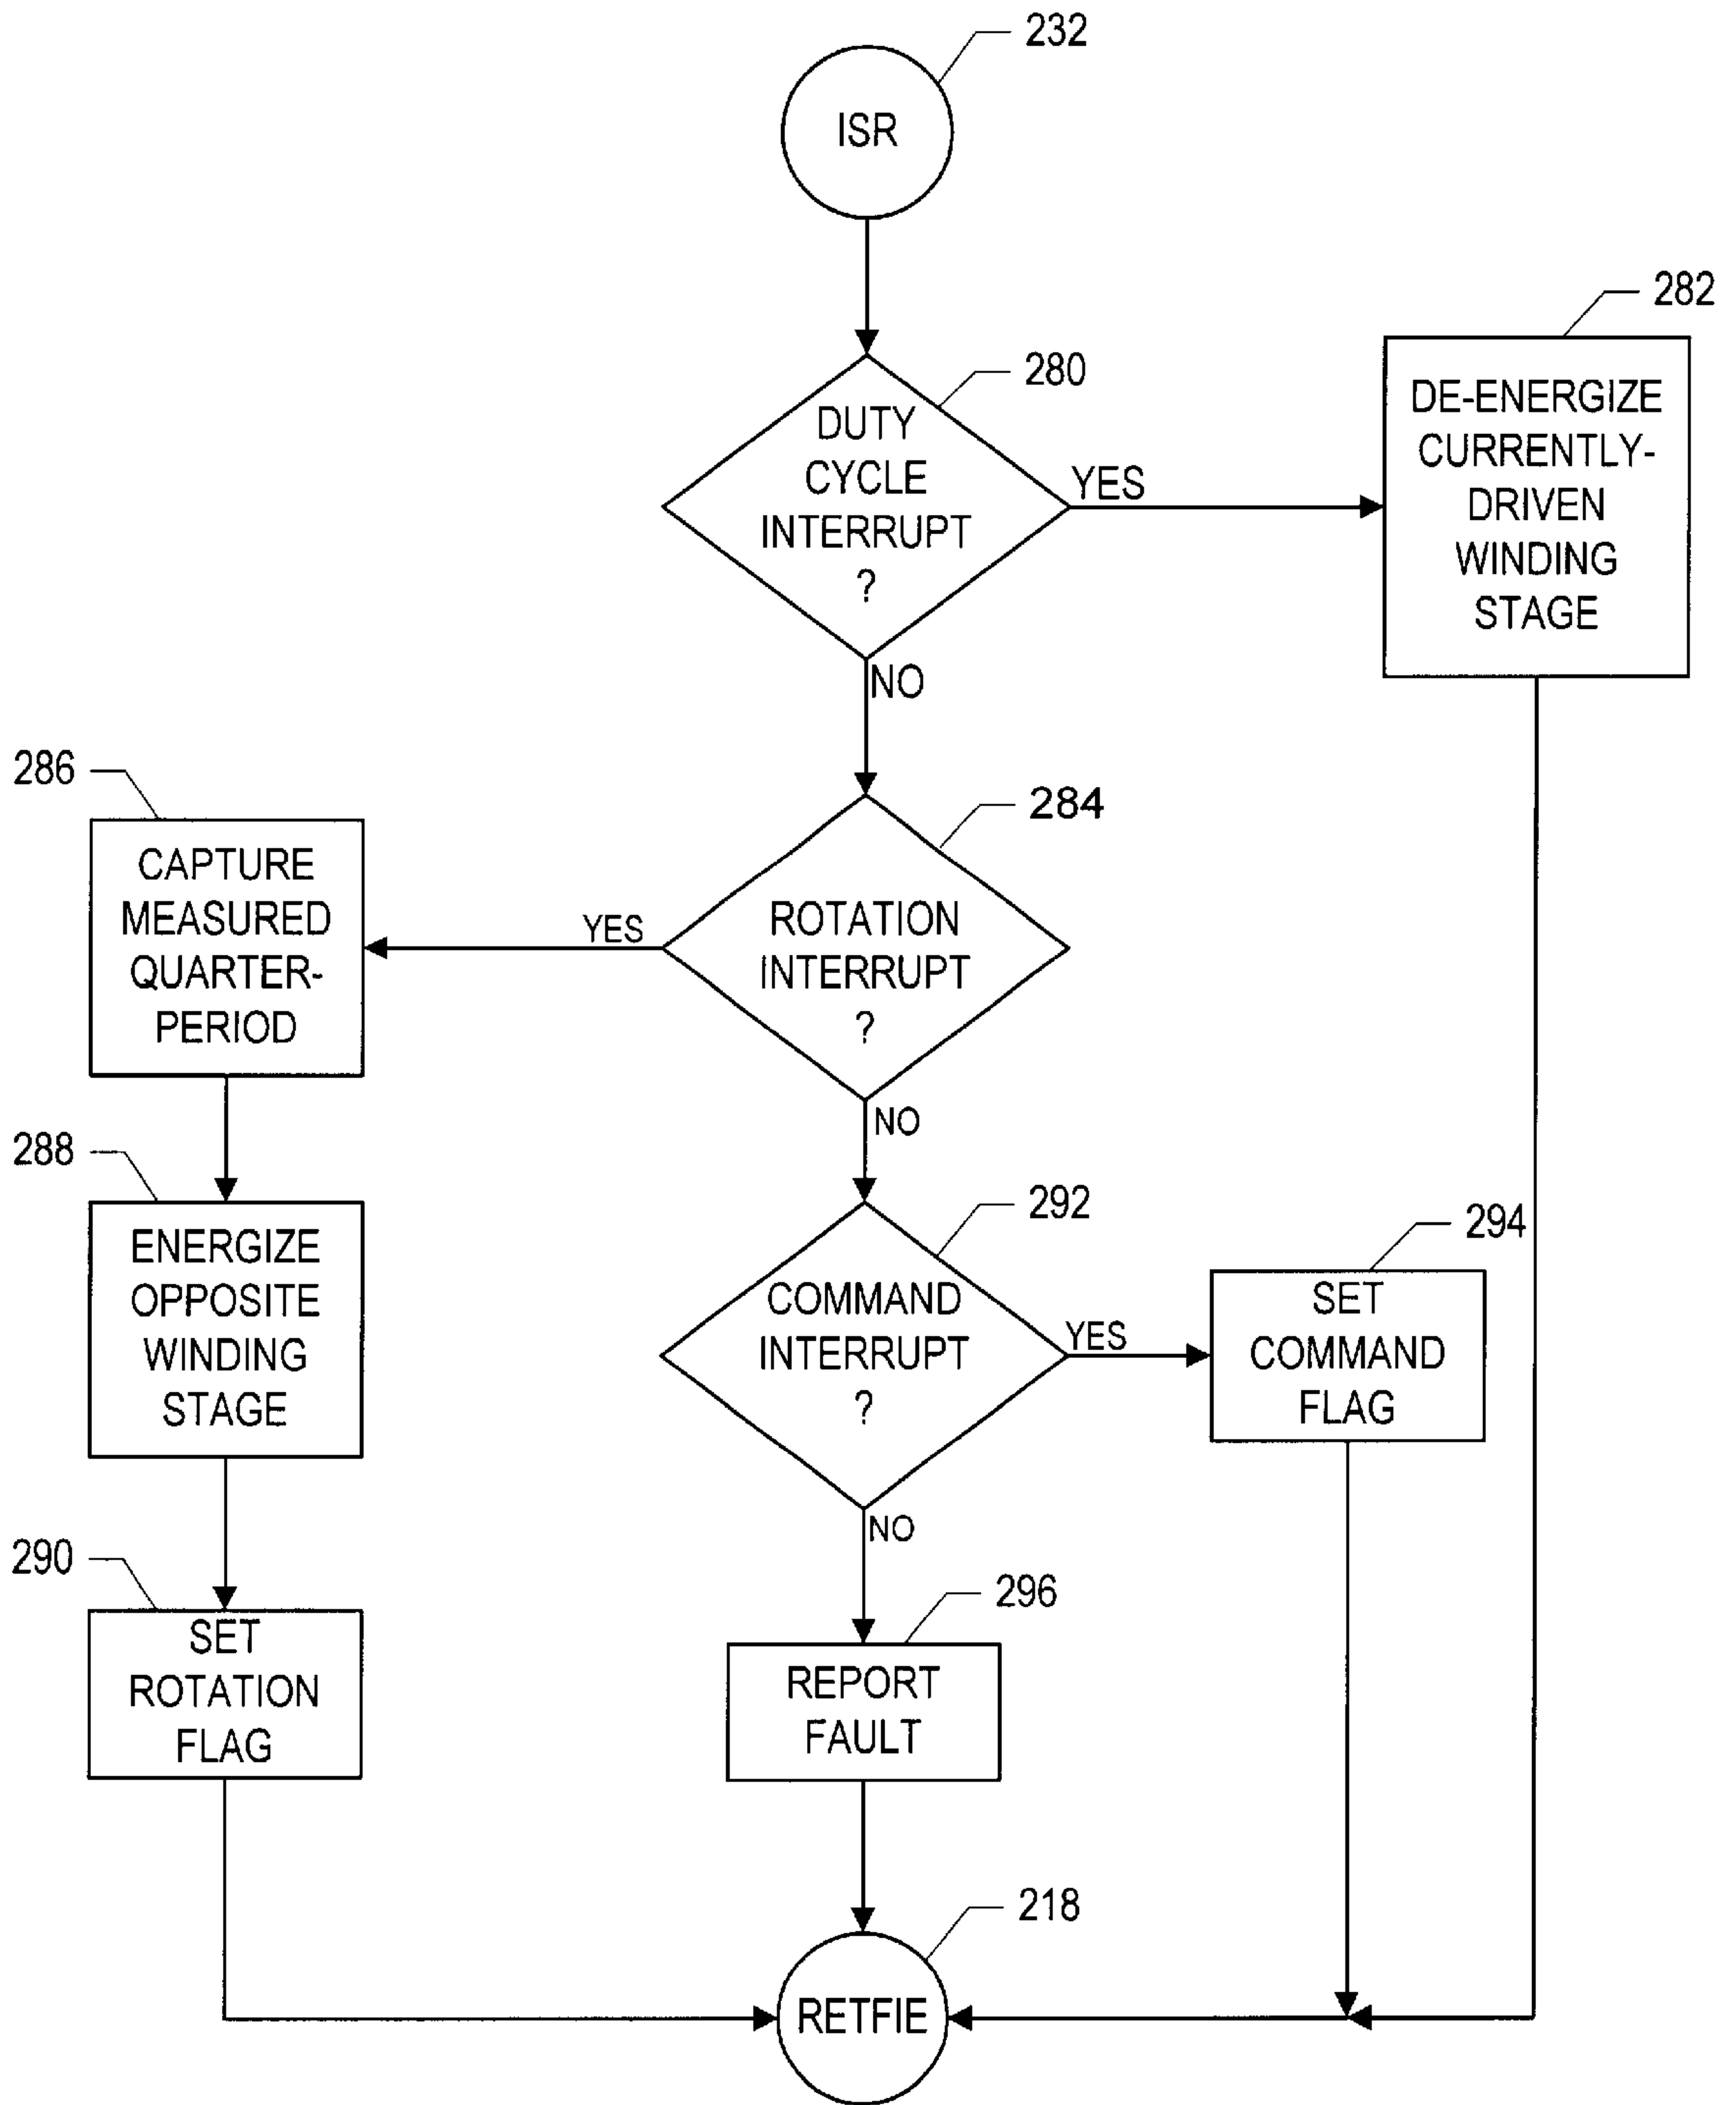 232
ISR
282
280
DUTY
CYCLE
INTERRUPT
?
YES
DE-ENERGIZE
CURRENTLY-
DRIVEN
WINDING
STAGE
NO
286
284
CAPTURE
MEASURED
QUARTER-
PERIOD
YES
ROTATION
INTERRUPT
?
NO
288
292
294
ENERGIZE
OPPOSITE
WINDING
STAGE
COMMAND
INTERRUPT
?
YES
SET
COMMAND
FLAG
NO
290
296
SET
ROTATION
FLAG
REPORT
FAULT
218
RETFIE